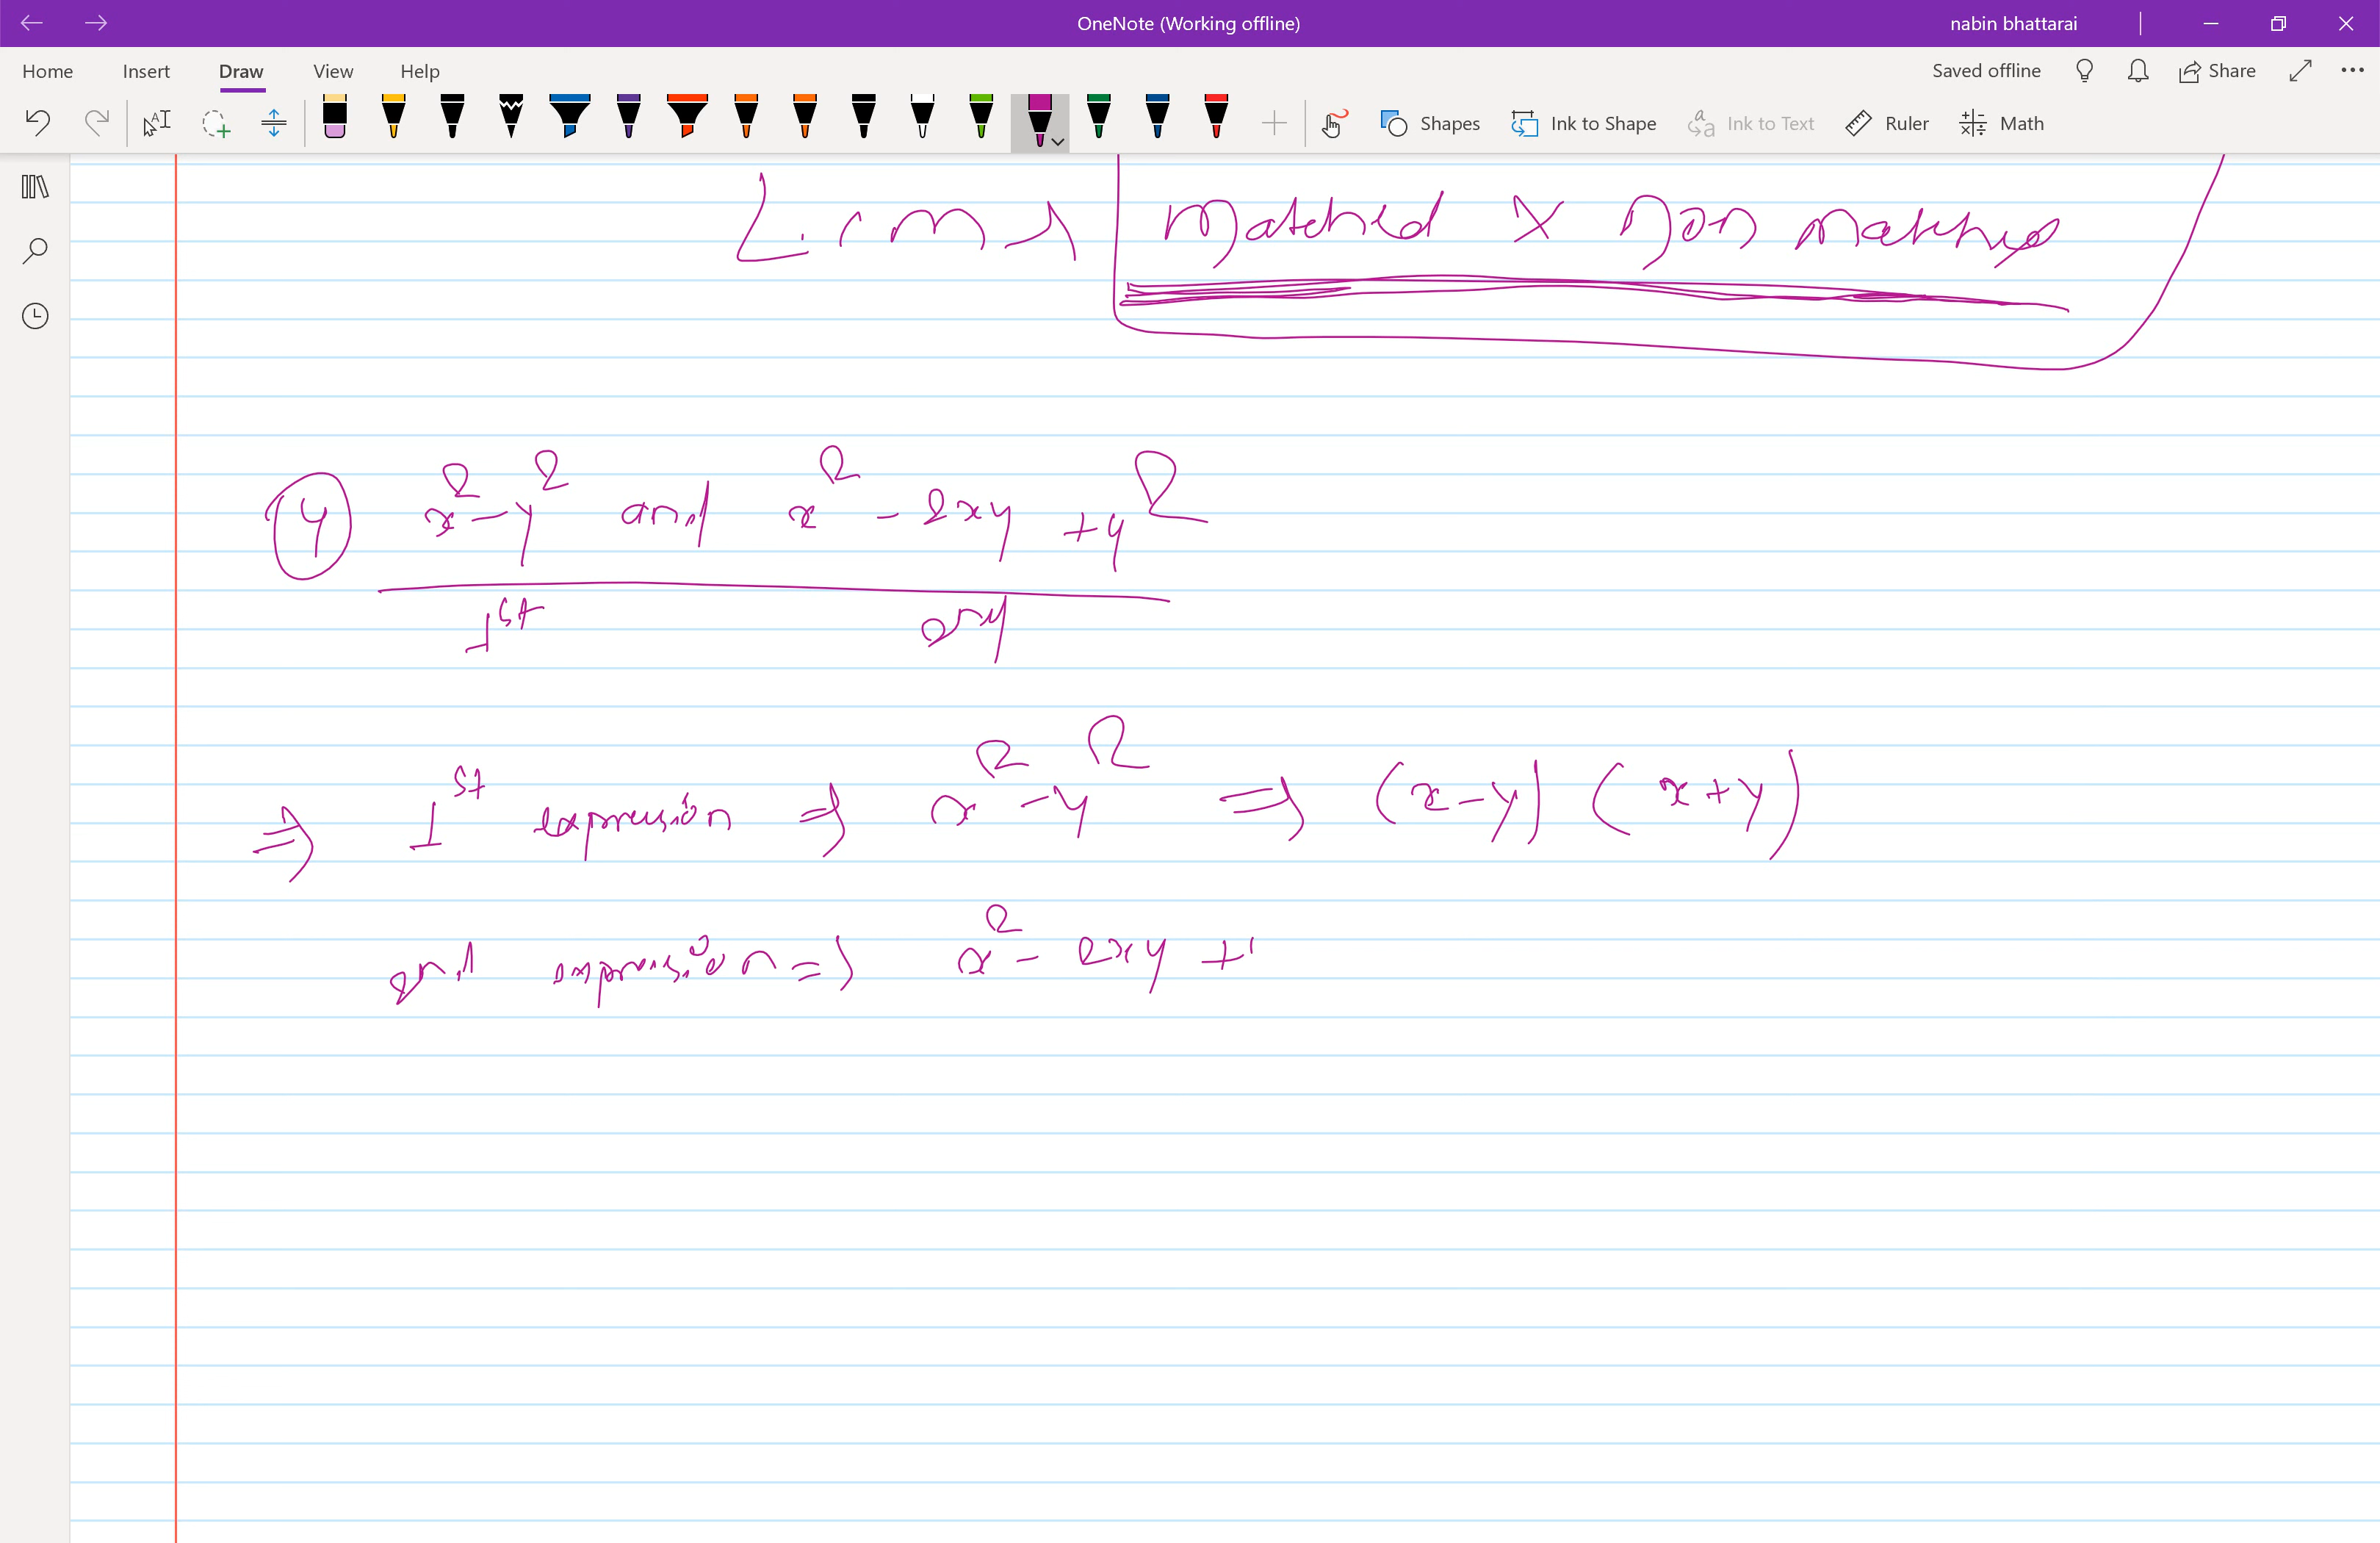 OneNote (Working offline) nabin bhattarai
Home Insert Draw View Help Saved offline Share
Shapes Ink to Shape Ink to Text Ruler Math
L.cm → matched × non matched
4 x² - y² and x² - 2xy + y²
1st 2nd
⇒ 1st expression ⇒ x² - y² ⇒ (x - y) (x + y)
2nd expression ⇒ x² - 2xy +